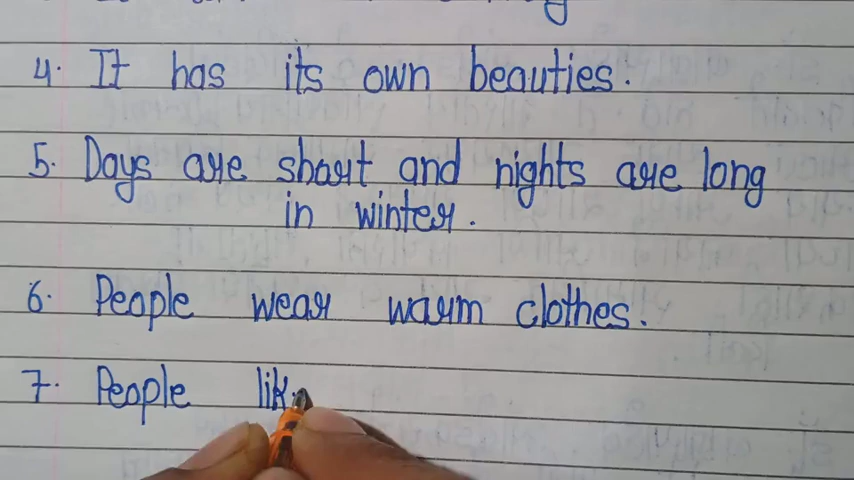 4. It has its own beauties.
5. Days are short and nights are long
in winter.
6. People wear warm clothes.
7. People lik